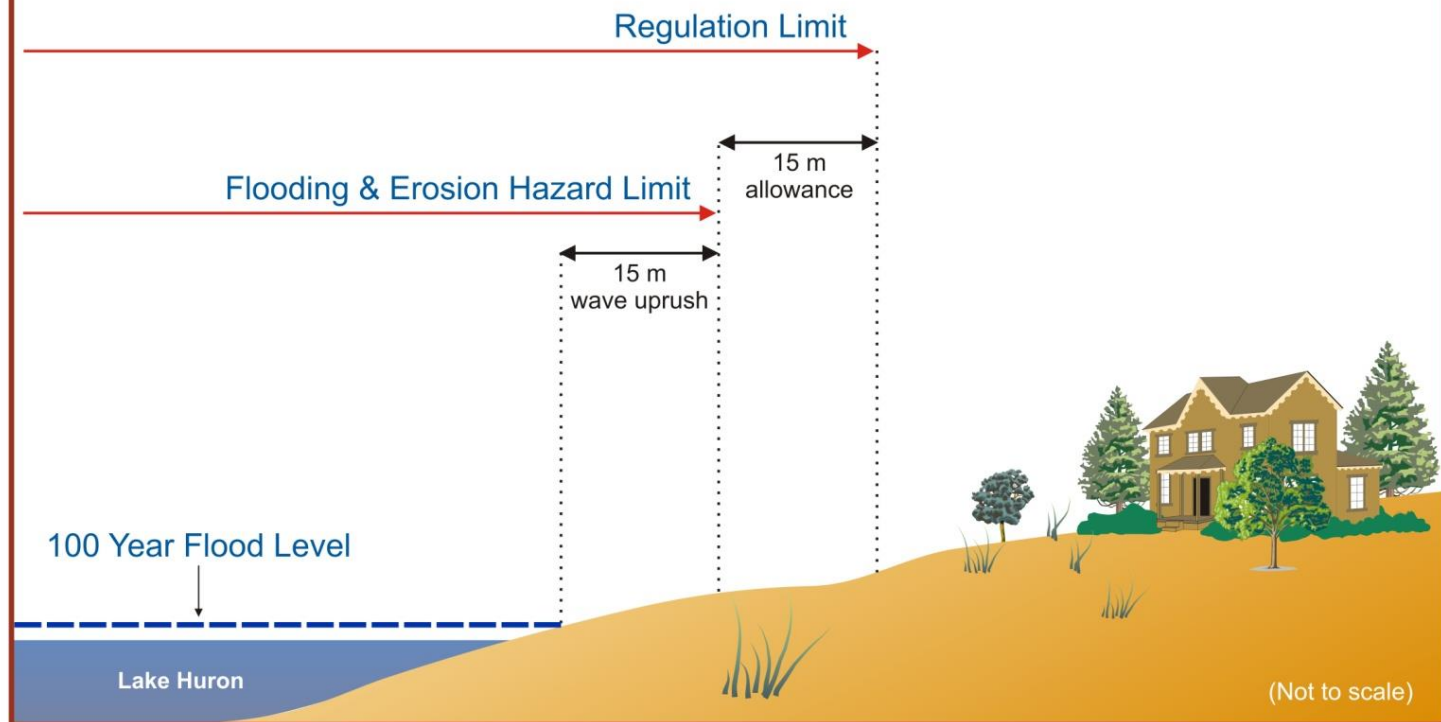 Regulation Limit
15 m
allowance
Flooding & Erosion Hazard Limit
15 m
wave uprush
100 Year Flood Level
Lake Huron
(Not to scale)